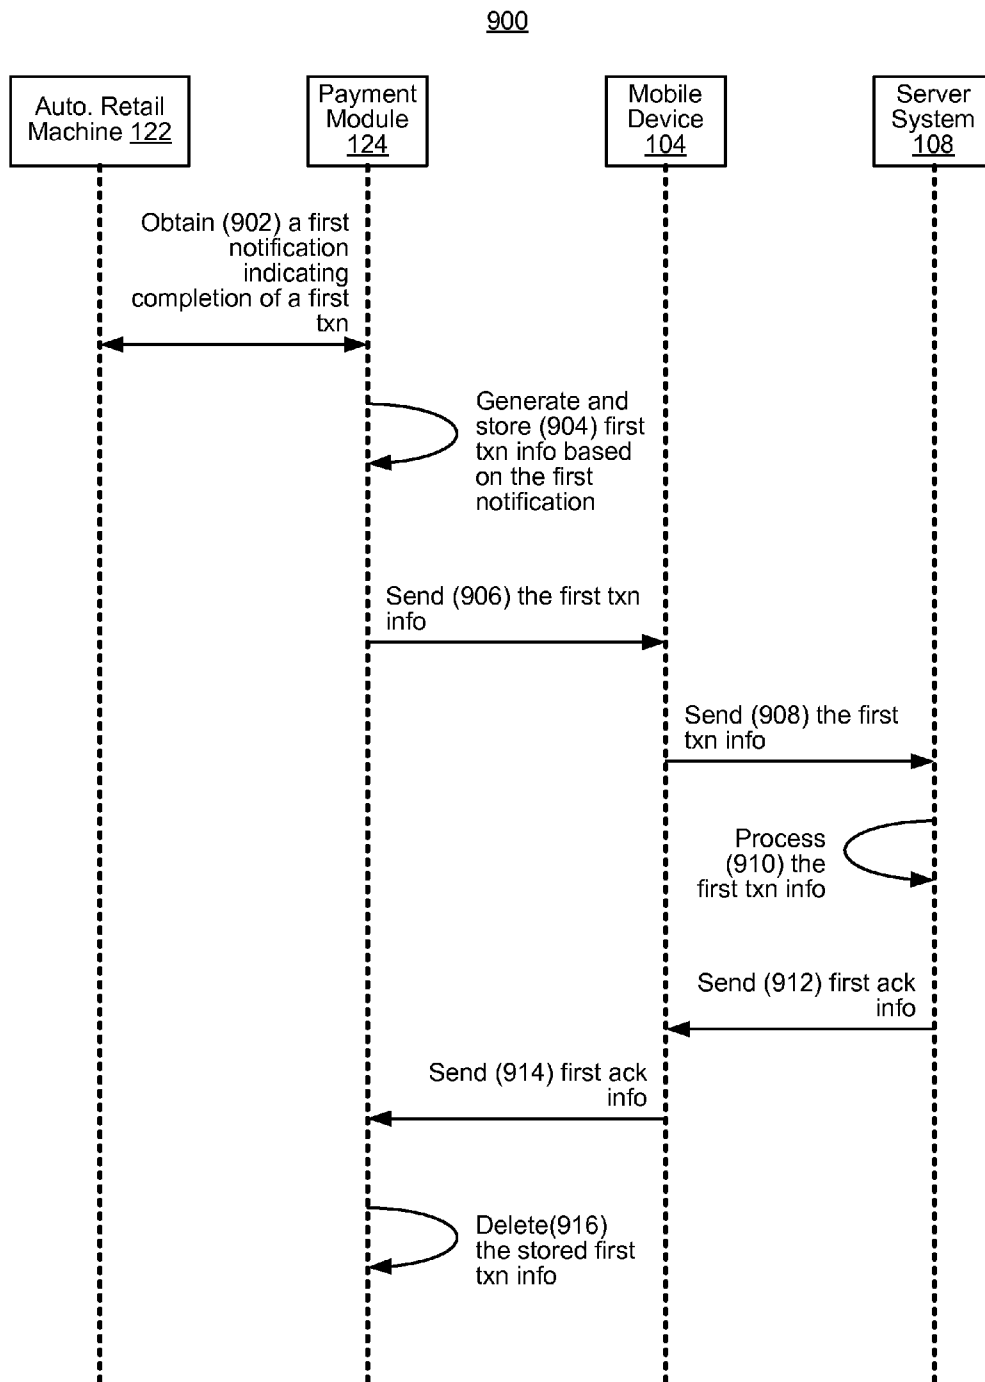 900
Auto. Retail
Machine 122
Payment
Module
124
Mobile
Device
104
Server
System
108
Obtain (902) a first
notification
indicating
completion of a first
txn
Generate and
store (904) first
txn info based
on the first
notification
Send (906) the first txn
info
Send (908) the first
txn info
Process
(910) the
first txn info
Send (912) first ack
info
Send (914) first ack
info
Delete(916)
the stored first
txn info